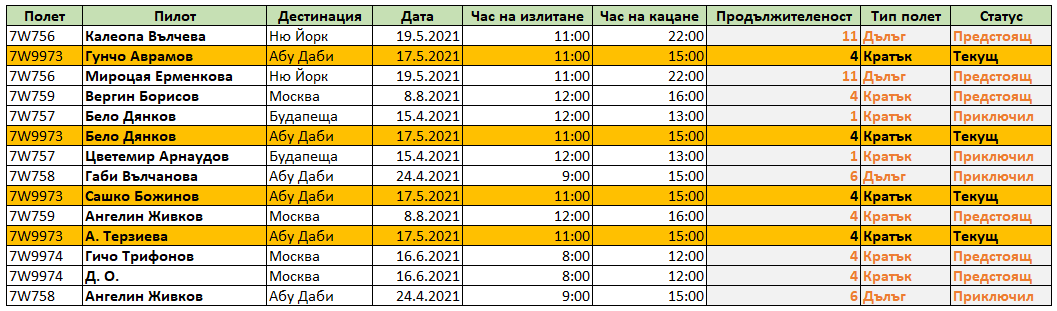 Полет Пилот Дестинация Дата Час на излитане Час на кацане Продължителеност Тип полет Статус
7W756 Калеопа Вълчева Ню Йорк 19.5.2021 11:00 22:00 11 Дълъг Предстоящ
7W9973 Гунчо Аврамов Абу Даби 17.5.2021 11:00 15:00 4 Кратък Текущ
7W756 Мироцая Ерменкова Ню Йорк 19.5.2021 11:00 22:00 11 Дълъг Предстоящ
7W759 Вергин Борисов Москва 8.8.2021 12:00 16:00 4 Кратък Предстоящ
7W757 Бело Дянков Будапеща 15.4.2021 12:00 13:00 1 Кратък Приключил
7W9973 Бело Дянков Абу Даби 17.5.2021 11:00 15:00 4 Кратък Текущ
7W757 Цветемир Арнаудов Будапеща 15.4.2021 12:00 13:00 1 Кратък Приключил
7W758 Габи Вълчанова Абу Даби 24.4.2021 9:00 15:00 6 Дълъг Приключил
7W9973 Сашко Божинов Абу Даби 17.5.2021 11:00 15:00 4 Кратък Текущ
7W759 Ангелин Живков Москва 8.8.2021 12:00 16:00 4 Кратък Предстоящ
7W9973 А. Терзиева Абу Даби 17.5.2021 11:00 15:00 4 Кратък Текущ
7W9974 Гичо Трифонов Москва 16.6.2021 8:00 12:00 4 Кратък Предстоящ
7W9974 Д. О. Москва 16.6.2021 8:00 12:00 4 Кратък Предстоящ
7W758 Ангелин Живков Абу Даби 24.4.2021 9:00 15:00 6 Дълъг Приключил